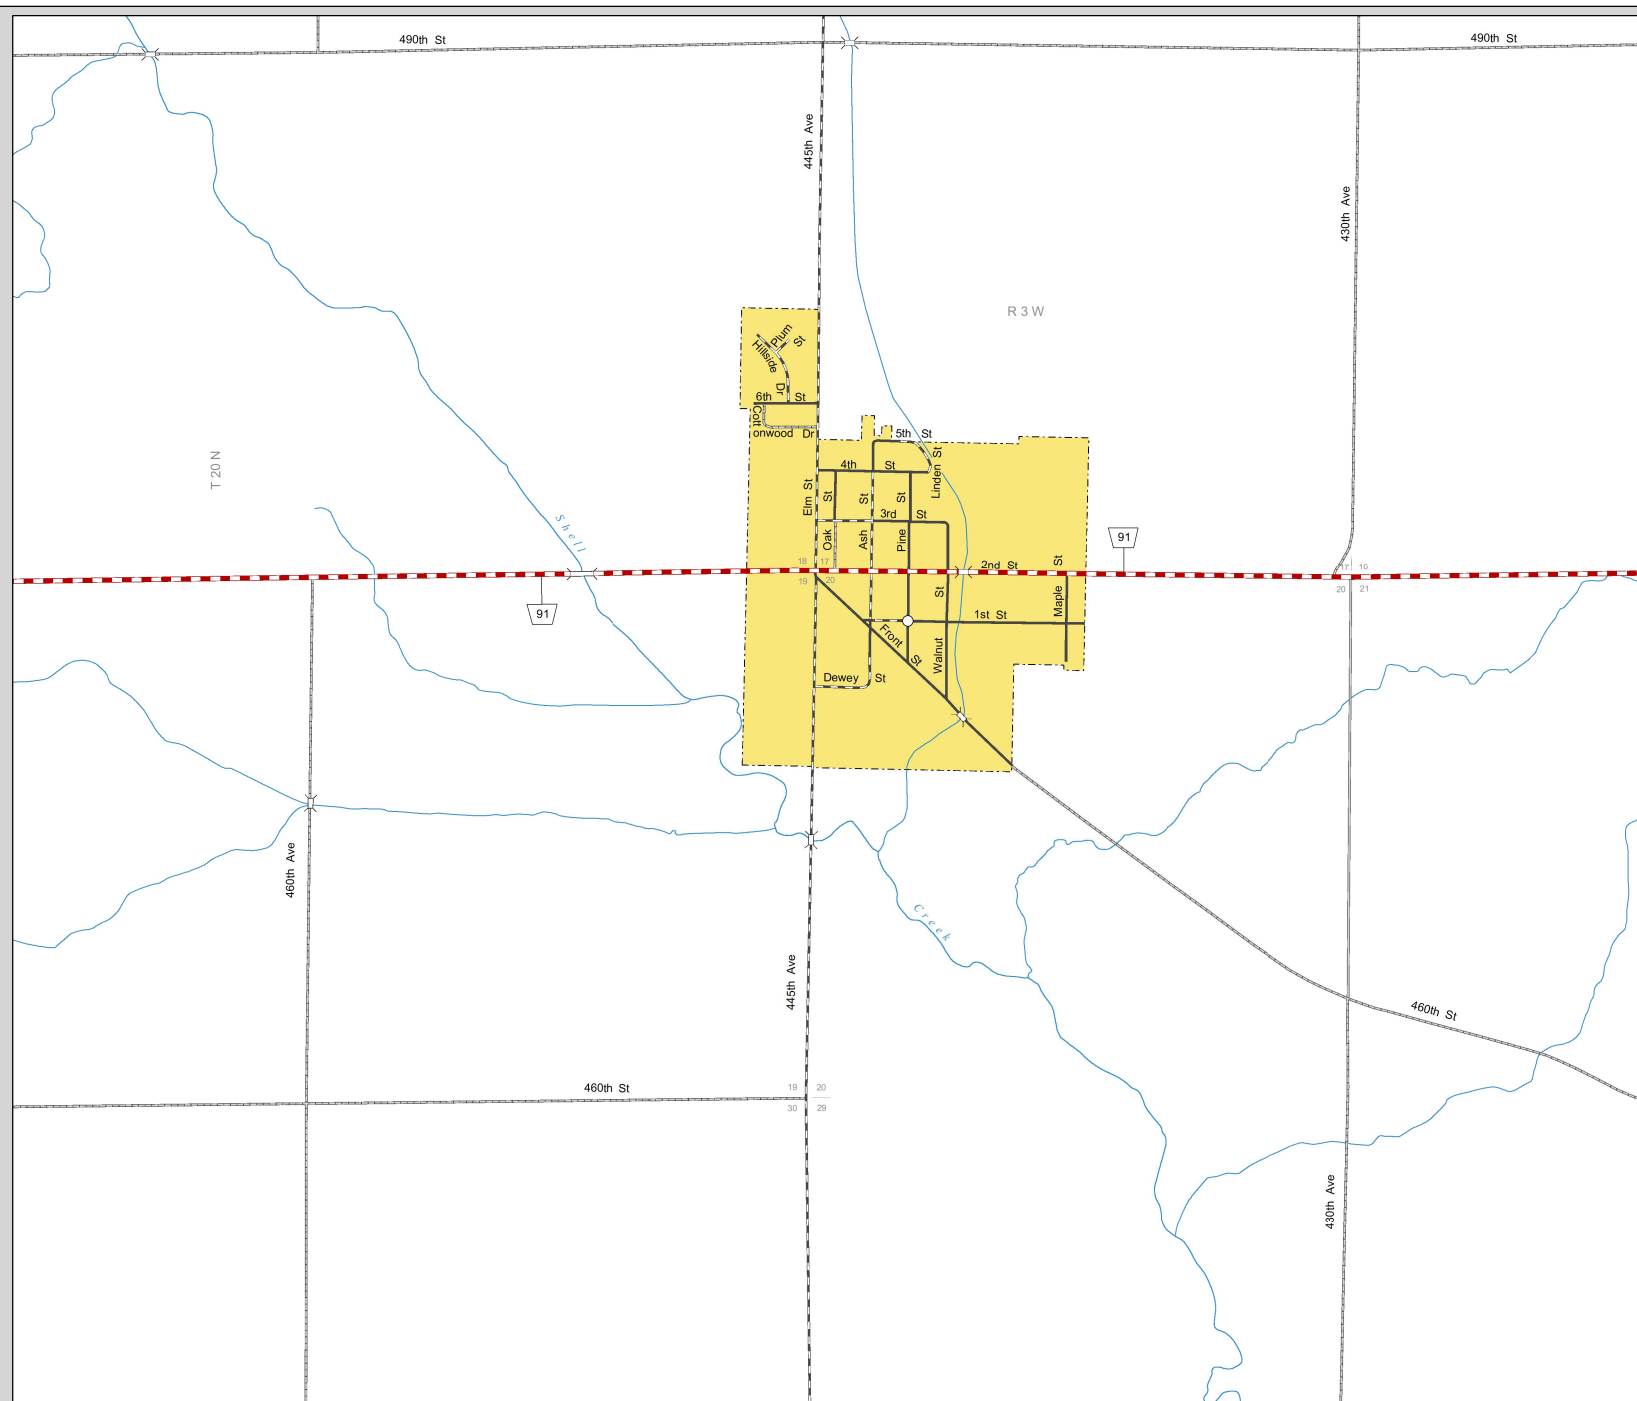 490th St
490th St
445th Ave
430th Ave
R 3 W
T 20 N
Plum St
Hillside Dr
6th St
Cott
onwood Dr
5th St
Linden St
4th St
Elm St
Oak St
Ash St
Pine St
3rd St
Shell
91
18 17
19 20
2nd St
Maple St
17 16
20 21
91
1st St
Front St
Walnut St
Dewey St
460th Ave
Creek
445th Ave
460th St
460th St
19 20
30 29
430th Ave